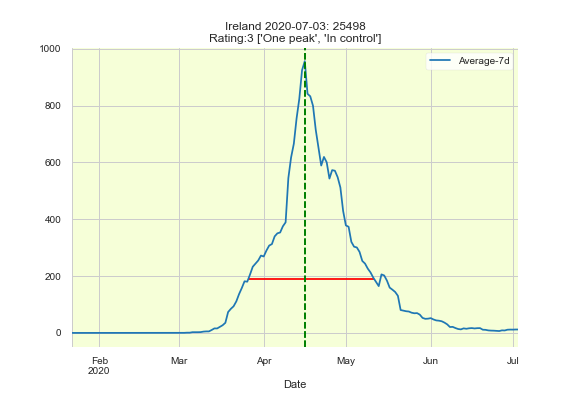 Ireland 2020-07-03: 25498
Rating:3 ['One peak', 'In control']
Average-7d
1000
800
600
400
200
0
Feb
2020
Mar
Apr
May
Jun
Jul
Date